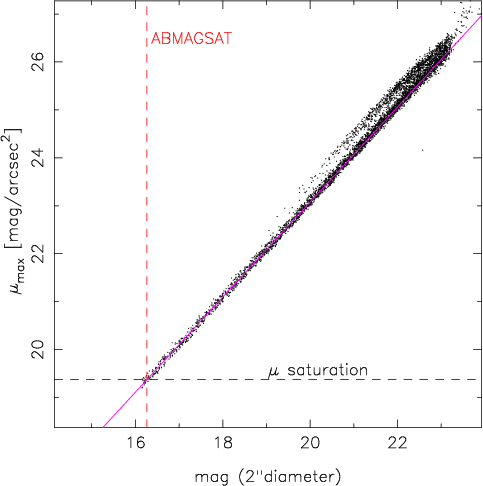 ABMAGSAT
26
24
22
20
μmax [mag/arcsec²]
μ saturation
16 18 20 22
mag (2"diameter)